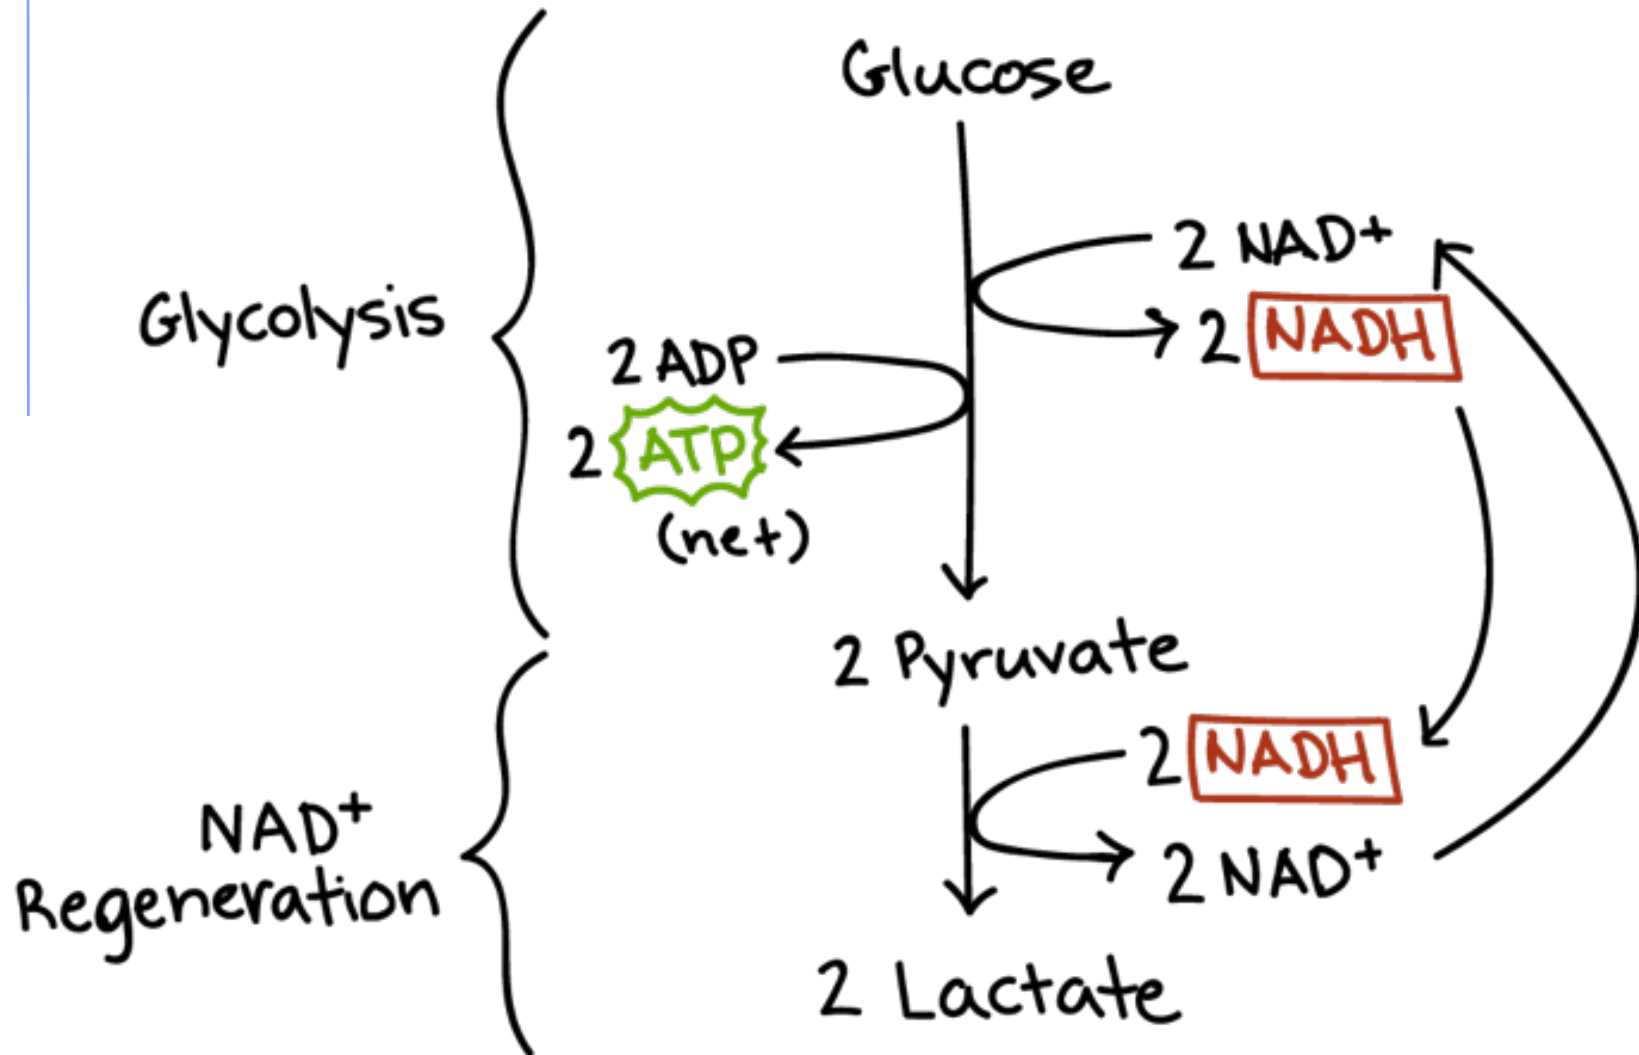 Glucose
2 NAD+
2 NADH
Glycolysis
2 ADP
2 ATP
(net)
2 Pyruvate
2 NADH
2 NAD+
NAD+
Regeneration
2 Lactate